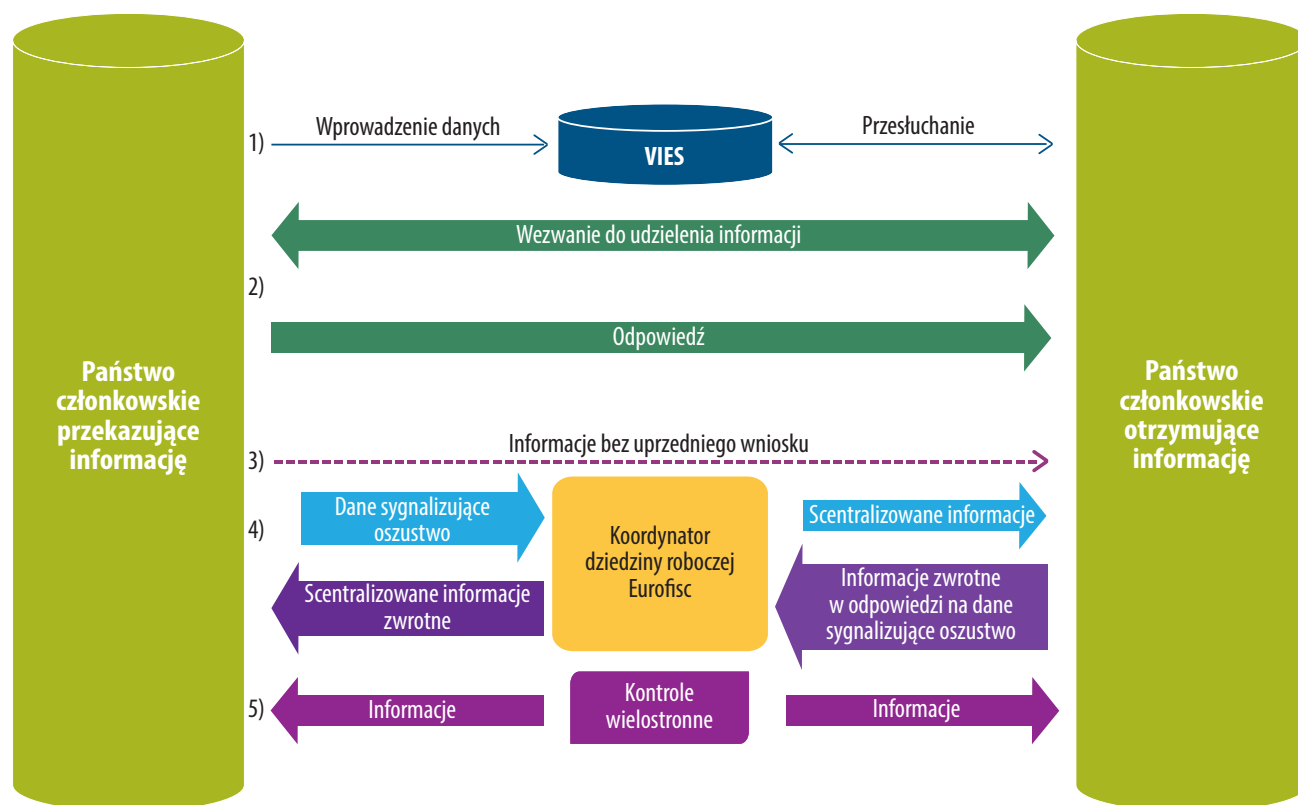 Wprowadzenie danych
Przesłuchanie
1)
VIES
Wezwanie do udzielenia informacji
2)
Odpowiedź
Państwo
członkowskie
przekazujące
informację
Państwo
członkowskie
otrzymujące
informację
Informacje bez uprzedniego wniosku
3)
4)
Dane sygnalizujące
oszustwo
Koordynator
dziedziny roboczej
Eurofisc
Scentralizowane informacje
Scentralizowane informacje
zwrotne
Informacje zwrotne
w odpowiedzi na dane
sygnalizujące oszustwo
5)
Informacje
Kontrole
wielostronne
Informacje